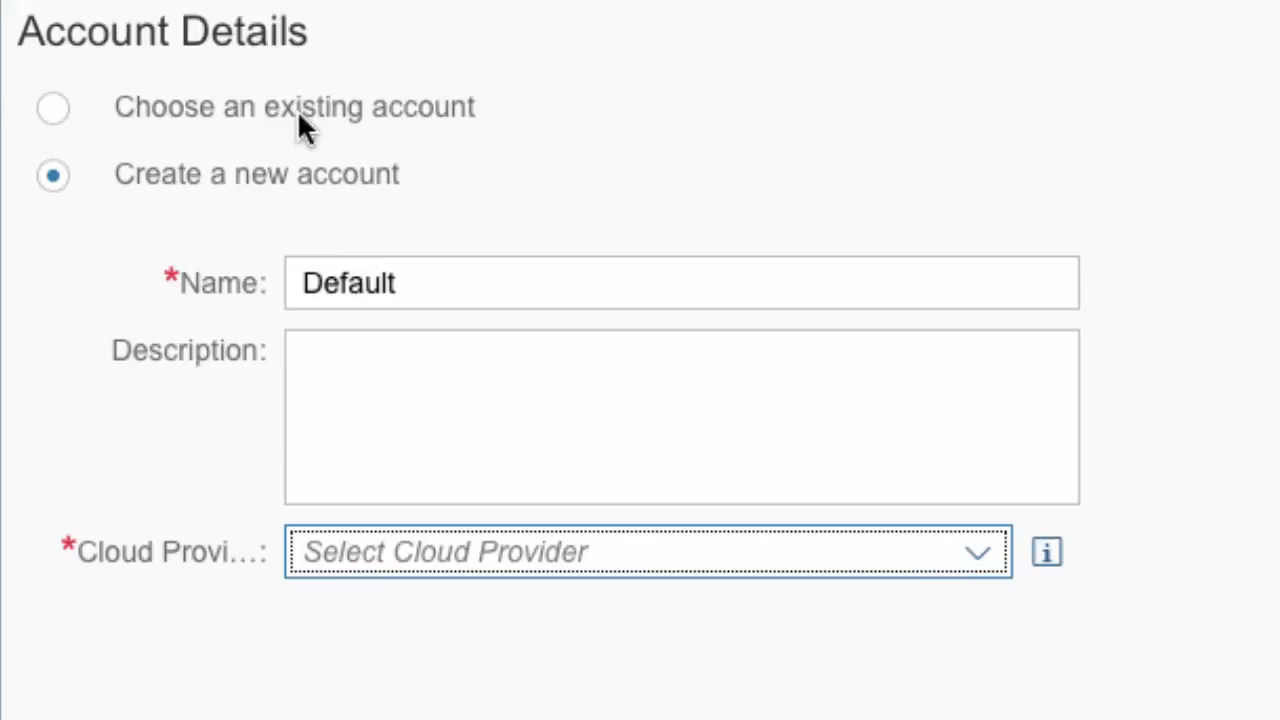 Account Details
Choose an existing account
Create a new account
*Name: Default
Description:
*Cloud Provi...: Select Cloud Provider